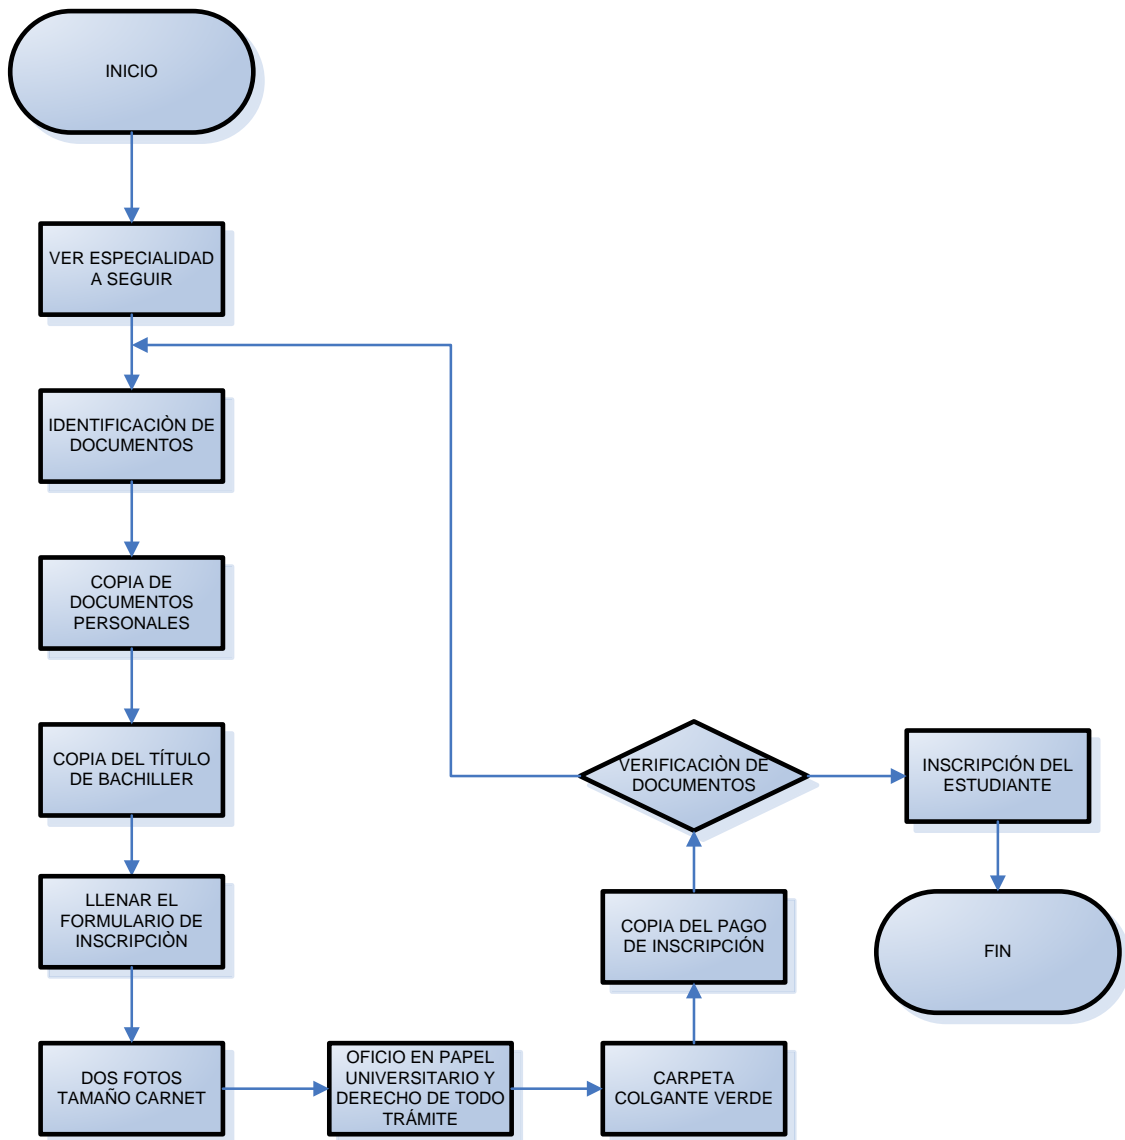 INICIO
VER ESPECIALIDAD
A SEGUIR
IDENTIFICACIÒN DE
DOCUMENTOS
COPIA DE
DOCUMENTOS
PERSONALES
COPIA DEL TÍTULO
DE BACHILLER
LLENAR EL
FORMULARIO DE
INSCRIPCIÒN
DOS FOTOS
TAMAÑO CARNET
OFICIO EN PAPEL
UNIVERSITARIO Y
DERECHO DE TODO
TRÁMITE
CARPETA
COLGANTE VERDE
COPIA DEL PAGO
DE INSCRIPCIÓN
VERIFICACIÒN DE
DOCUMENTOS
INSCRIPCIÓN DEL
ESTUDIANTE
FIN